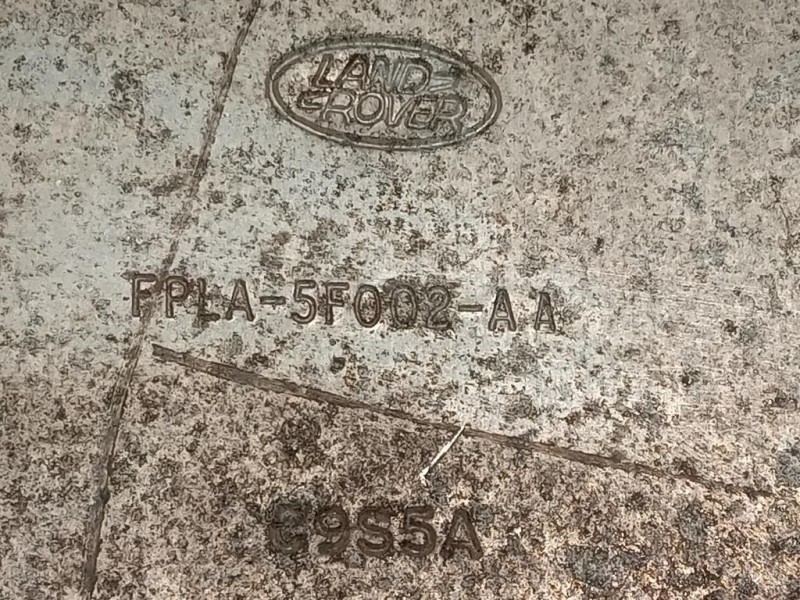 LAND-
ROVER
FPLA-5F002-AA
C9S5A